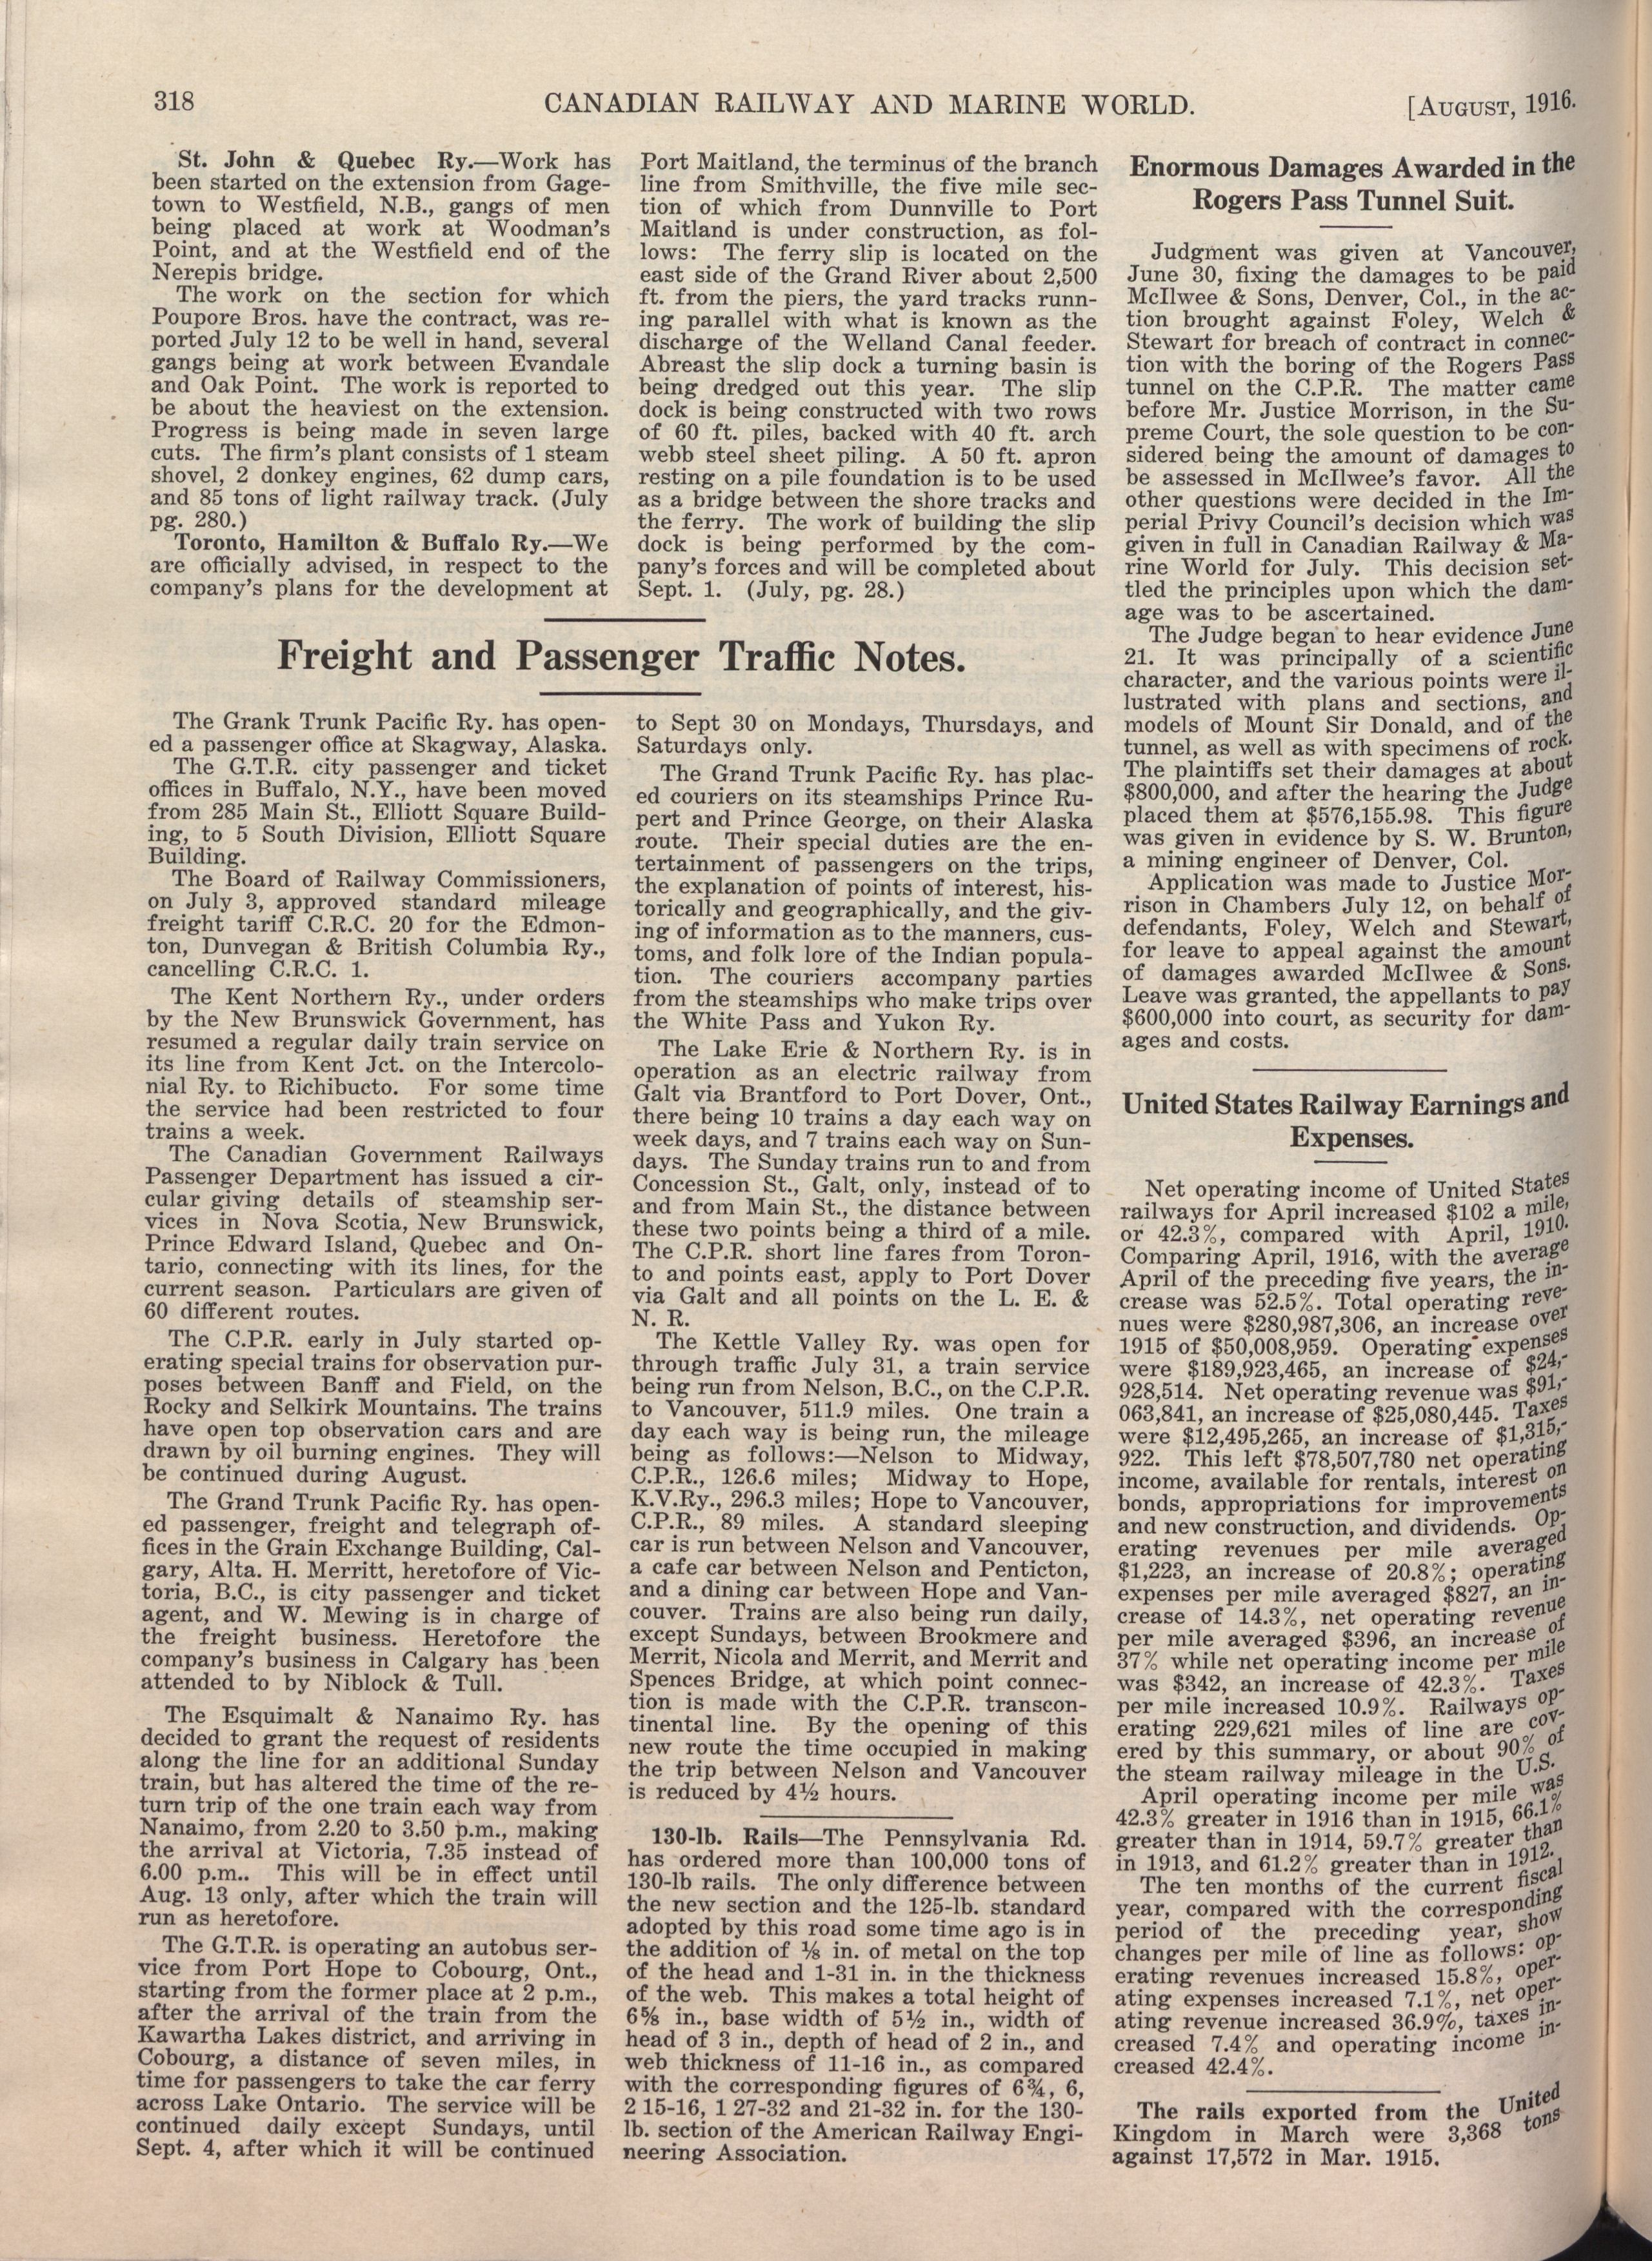 318
CANADIAN RAILWAY AND MARINE WORLD.
[AUGUST, 1916.
St. John & Quebec Ry.—Work has
been started on the extension from Gage-
town to Westfield, N.B., gangs of men
being placed at work at Woodman's
Point, and at the Westfield end of the
Nerepis bridge.
The work on the section for which
Poupore Bros. have the contract, was re-
ported July 12 to be well in hand, several
gangs being at work between Evandale
and Oak Point. The work is reported to
be about the heaviest on the extension.
Progress is being made in seven large
cuts. The firm's plant consists of 1 steam
shovel, 2 donkey engines, 62 dump cars,
and 85 tons of light railway track. (July
pg. 280.)
Toronto, Hamilton & Buffalo Ry.—We
are officially advised, in respect to the
company's plans for the development at
Port Maitland, the terminus of the branch
line from Smithville, the five mile sec-
tion of which from Dunnville to Port
Maitland is under construction, as fol-
lows: The ferry slip is located on the
east side of the Grand River about 2,500
ft. from the piers, the yard tracks runn-
ing parallel with what is known as the
discharge of the Welland Canal feeder.
Abreast the slip dock a turning basin is
being dredged out this year. The slip
dock is being constructed with two rows
of 60 ft. piles, backed with 40 ft. arch
webb steel sheet piling. A 50 ft. apron
resting on a pile foundation is to be used
as a bridge between the shore tracks and
the ferry. The work of building the slip
dock is being performed by the com-
pany's forces and will be completed about
Sept. 1. (July, pg. 28.)
Freight and Passenger Traffic Notes.
The Grank Trunk Pacific Ry. has open-
ed a passenger office at Skagway, Alaska.
The G.T.R. city passenger and ticket
offices in Buffalo, N.Y., have been moved
from 285 Main St., Elliott Square Build-
ing, to 5 South Division, Elliott Square
Building.
The Board of Railway Commissioners,
on July 3, approved standard mileage
freight tariff C.R.C. 20 for the Edmon-
ton, Dunvegan & British Columbia Ry.,
cancelling C.R.C. 1.
The Kent Northern Ry., under orders
by the New Brunswick Government, has
resumed a regular daily train service on
its line from Kent Jct. on the Intercolo-
nial Ry. to Richibucto. For some time
the service had been restricted to four
trains a week.
The Canadian Government Railways
Passenger Department has issued a cir-
cular giving details of steamship ser-
vices in Nova Scotia, New Brunswick,
Prince Edward Island, Quebec and On-
tario, connecting with its lines, for the
current season. Particulars are given of
60 different routes.
The C.P.R. early in July started op-
erating special trains for observation pur-
poses between Banff and Field, on the
Rocky and Selkirk Mountains. The trains
have open top observation cars and are
drawn by oil burning engines. They will
be continued during August.
The Grand Trunk Pacific Ry. has open-
ed passenger, freight and telegraph of-
fices in the Grain Exchange Building, Cal-
gary, Alta. H. Merritt, heretofore of Vic-
toria, B.C., is city passenger and ticket
agent, and W. Mewing is in charge of
the freight business. Heretofore the
company's business in Calgary has been
attended to by Niblock & Tull.
The Esquimalt & Nanaimo Ry. has
decided to grant the request of residents
along the line for an additional Sunday
train, but has altered the time of the re-
turn trip of the one train each way from
Nanaimo, from 2.20 to 3.50 p.m., making
the arrival at Victoria, 7.35 instead of
6.00 p.m.. This will be in effect until
Aug. 13 only, after which the train will
run as heretofore.
The G.T.R. is operating an autobus ser-
vice from Port Hope to Cobourg, Ont.,
starting from the former place at 2 p.m.,
after the arrival of the train from the
Kawartha Lakes district, and arriving in
Cobourg, a distance of seven miles, in
time for passengers to take the car ferry
across Lake Ontario. The service will be
continued daily except Sundays, until
Sept. 4, after which it will be continued
to Sept 30 on Mondays, Thursdays, and
Saturdays only.
The Grand Trunk Pacific Ry. has plac-
ed couriers on its steamships Prince Ru-
pert and Prince George, on their Alaska
route. Their special duties are the en-
tertainment of passengers on the trips,
the explanation of points of interest, his-
torically and geographically, and the giv-
ing of information as to the manners, cus-
toms, and folk lore of the Indian popula-
tion. The couriers accompany parties
from the steamships who make trips over
the White Pass and Yukon Ry.
The Lake Erie & Northern Ry. is in
operation as an electric railway from
Galt via Brantford to Port Dover, Ont.,
there being 10 trains a day each way on
week days, and 7 trains each way on Sun-
days. The Sunday trains run to and from
Concession St., Galt, only, instead of to
and from Main St., the distance between
these two points being a third of a mile.
The C.P.R. short line fares from Toron-
to and points east, apply to Port Dover
via Galt and all points on the L. E. &
N. R.
The Kettle Valley Ry. was open for
through traffic July 31, a train service
being run from Nelson, B.C., on the C.P.R.
to Vancouver, 511.9 miles. One train a
day each way is being run, the mileage
being as follows:—Nelson to Midway,
C.P.R., 126.6 miles; Midway to Hope,
K.V.Ry., 296.3 miles; Hope to Vancouver,
C.P.R., 89 miles. A standard sleeping
car is run between Nelson and Vancouver,
a cafe car between Nelson and Penticton,
and a dining car between Hope and Van-
couver. Trains are also being run daily,
except Sundays, between Brookmere and
Merrit, Nicola and Merrit, and Merrit and
Spences Bridge, at which point connec-
tion is made with the C.P.R. transcon-
tinental line. By the opening of this
new route the time occupied in making
the trip between Nelson and Vancouver
is reduced by 4½ hours.
130-lb. Rails—The Pennsylvania Rd.
has ordered more than 100,000 tons of
130-lb rails. The only difference between
the new section and the 125-lb. standard
adopted by this road some time ago is in
the addition of ⅛ in. of metal on the top
of the head and 1-31 in. in the thickness
of the web. This makes a total height of
6⅝ in., base width of 5½ in., width of
head of 3 in., depth of head of 2 in., and
web thickness of 11-16 in., as compared
with the corresponding figures of 6¾, 6,
2 15-16, 1 27-32 and 21-32 in. for the 130-
lb. section of the American Railway Engi-
neering Association.
Enormous Damages Awarded in the
Rogers Pass Tunnel Suit.
Judgment was given at Vancouver,
June 30, fixing the damages to be paid
McIlwee & Sons, Denver, Col., in the ac-
tion brought against Foley, Welch &
Stewart for breach of contract in connec-
tion with the boring of the Rogers Pass
tunnel on the C.P.R. The matter came
before Mr. Justice Morrison, in the Su-
preme Court, the sole question to be con-
sidered being the amount of damages to
be assessed in McIlwee's favor. All the
other questions were decided in the Im-
perial Privy Council's decision which was
given in full in Canadian Railway & Ma-
rine World for July. This decision set-
tled the principles upon which the dam-
age was to be ascertained.
The Judge began to hear evidence June
21. It was principally of a scientific
character, and the various points were il-
lustrated with plans and sections, and
models of Mount Sir Donald, and of the
tunnel, as well as with specimens of rock.
The plaintiffs set their damages at about
$800,000, and after the hearing the Judge
placed them at $576,155.98. This figure
was given in evidence by S. W. Brunton,
a mining engineer of Denver, Col.
Application was made to Justice Mor-
rison in Chambers July 12, on behalf of
defendants, Foley, Welch and Stewart,
for leave to appeal against the amount
of damages awarded McIlwee & Sons.
Leave was granted, the appellants to pay
$600,000 into court, as security for dam-
ages and costs.
United States Railway Earnings and
Expenses.
Net operating income of United States
railways for April increased $102 a mile,
or 42.3%, compared with April, 1910.
Comparing April, 1916, with the average
April of the preceding five years, the in-
crease was 52.5%. Total operating reve-
nues were $280,987,306, an increase over
1915 of $50,008,959. Operating expenses
were $189,923,465, an increase of $24,-
928,514. Net operating revenue was $91,-
063,841, an increase of $25,080,445. Taxes
were $12,495,265, an increase of $1,315,-
922. This left $78,507,780 net operating
income, available for rentals, interest on
bonds, appropriations for improvements
and new construction, and dividends. Op-
erating revenues per mile averaged
$1,223, an increase of 20.8%; operating
expenses per mile averaged $827, an in-
crease of 14.3%, net operating revenue
per mile averaged $396, an increase of
37% while net operating income per mile
was $342, an increase of 42.3%. Taxes
per mile increased 10.9%. Railways op-
erating 229,621 miles of line are cov-
ered by this summary, or about 90% of
the steam railway mileage in the U.S.
April operating income per mile was
42.3% greater in 1916 than in 1915, 66.1%
greater than in 1914, 59.7% greater than
in 1913, and 61.2% greater than in 1912.
The ten months of the current fiscal
year, compared with the corresponding
period of the preceding year, show
changes per mile of line as follows: op-
erating revenues increased 15.8%, oper-
ating expenses increased 7.1%, net oper-
ating revenue increased 36.9%, taxes in-
creased 7.4% and operating income in-
creased 42.4%.
The rails exported from the United
Kingdom in March were 3,368 tons
against 17,572 in Mar. 1915.